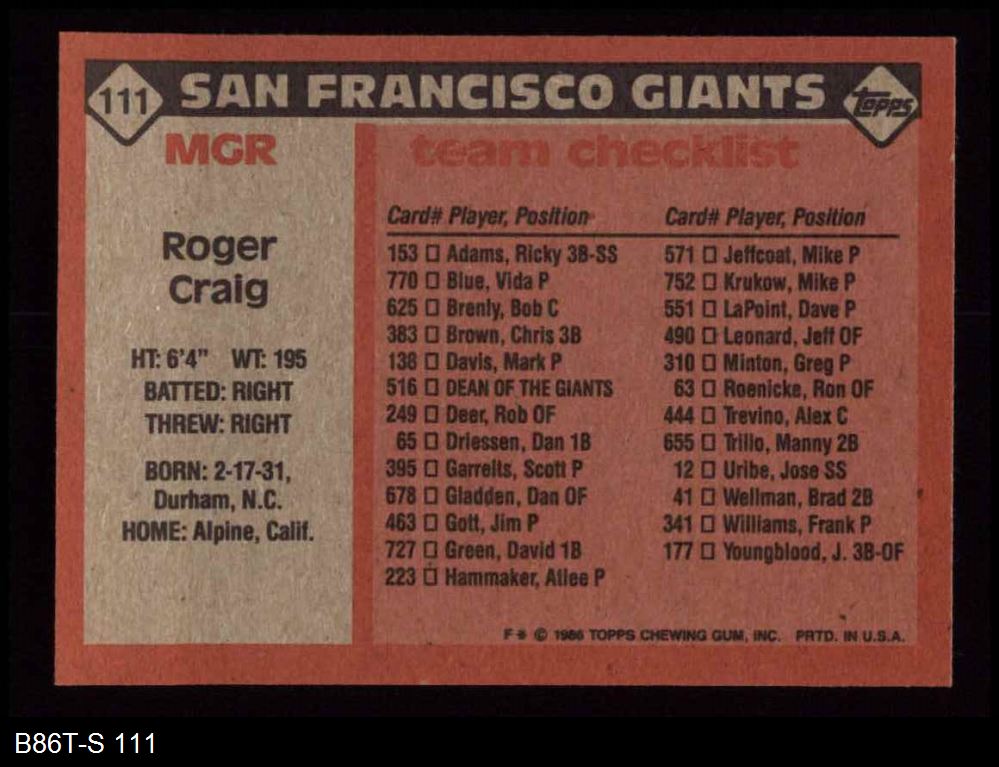 111 SAN FRANCISCO GIANTS topps
MGR
Roger
Craig
HT: 6'4" WT: 195
BATTED: RIGHT
THREW: RIGHT
BORN: 2-17-31,
Durham, N.C.
HOME: Alpine, Calif.
team checklist
Card# Player, Position
153 Adams, Ricky 3B-SS
770 Blue, Vida P
625 Brenly, Bob C
383 Brown, Chris 3B
138 Davis, Mark P
516 DEAN OF THE GIANTS
249 Deer, Rob OF
65 Driessen, Dan 1B
395 Garrelts, Scott P
678 Gladden, Dan OF
463 Gott, Jim P
727 Green, David 1B
223 Hammaker, Atlee P
Card# Player, Position
571 Jeffcoat, Mike P
752 Krukow, Mike P
551 LaPoint, Dave P
490 Leonard, Jeff OF
310 Minton, Greg P
63 Roenicke, Ron OF
444 Trevino, Alex C
655 Trillo, Manny 2B
12 Uribe, Jose SS
41 Wellman, Brad 2B
341 Williams, Frank P
177 Youngblood, J. 3B-OF
F * © 1986 TOPPS CHEWING GUM, INC. PRTD. IN U.S.A.
B86T-S 111